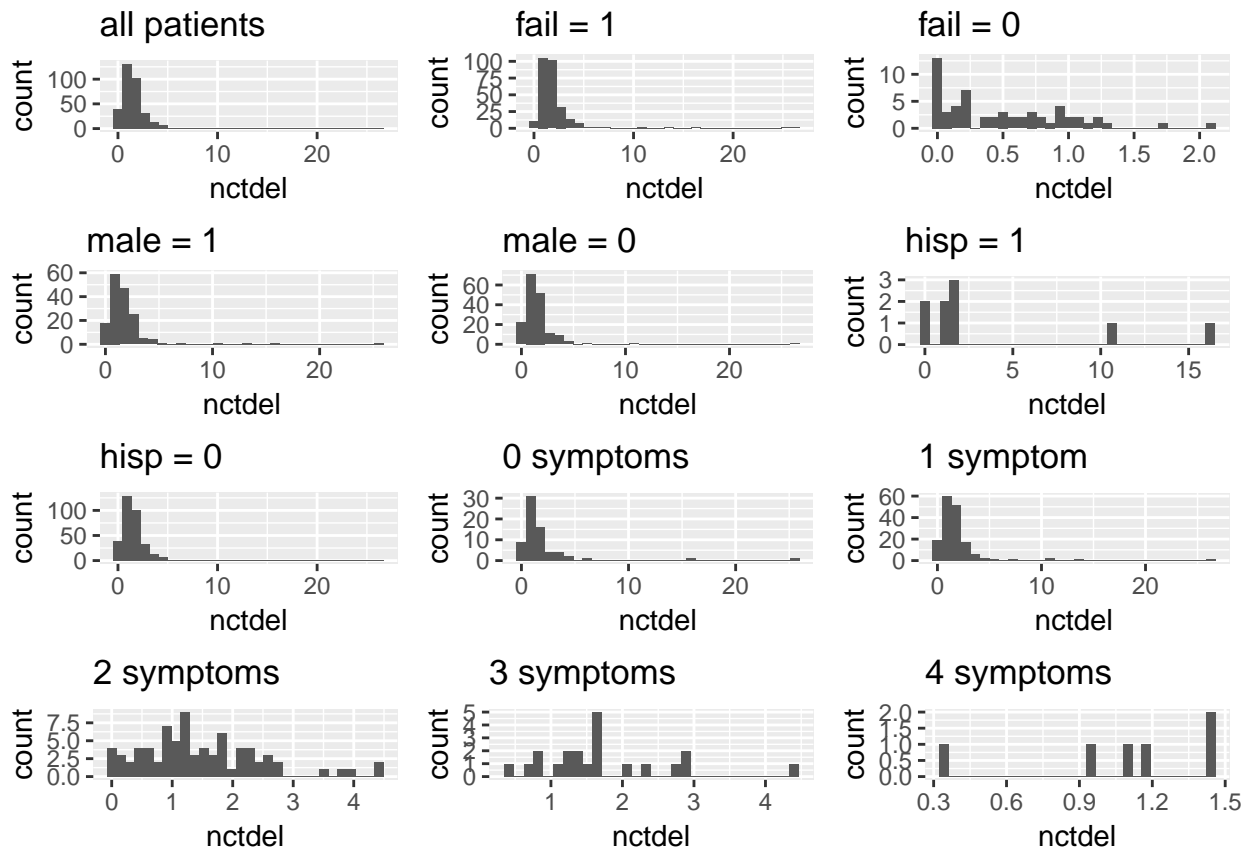 all patients
count
100
50
0
0 10 20
nctdel
fail = 1
count
100
75
50
25
0
0 10 20
nctdel
fail = 0
count
10
5
0
0.0 0.5 1.0 1.5 2.0
nctdel
male = 1
count
60
40
20
0
0 10 20
nctdel
male = 0
count
60
40
20
0
0 10 20
nctdel
hisp = 1
count
3
2
1
0
0 5 10 15
nctdel
hisp = 0
count
100
50
0
0 10 20
nctdel
0 symptoms
count
30
20
10
0
0 10 20
nctdel
1 symptom
count
60
40
20
0
0 10 20
nctdel
2 symptoms
count
7.5
5.0
2.5
0.0
0 1 2 3 4
nctdel
3 symptoms
count
5
4
3
2
1
0
1 2 3 4
nctdel
4 symptoms
count
2.0
1.5
1.0
0.5
0.0
0.3 0.6 0.9 1.2 1.5
nctdel